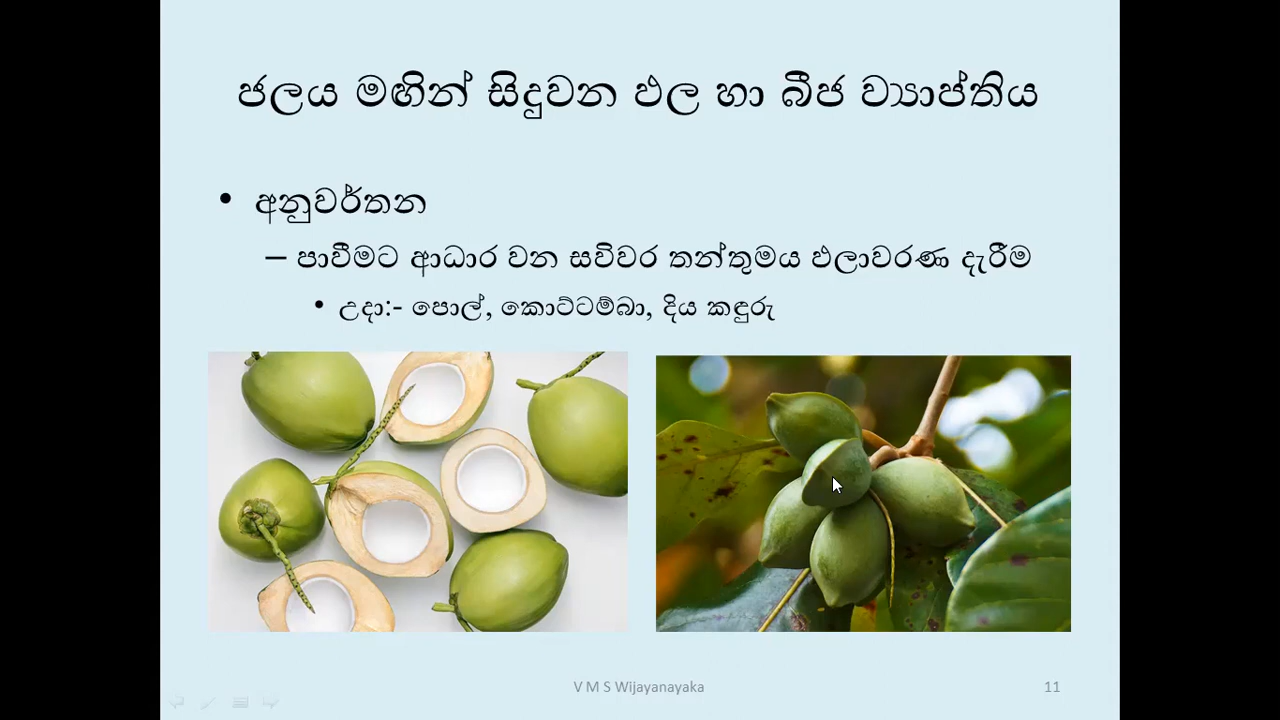 ජලය මඟින් සිදුවන ඵල හා බීජ ව්‍යාප්තිය
• අනුවර්තන
– පාවීමට ආධාර වන සවිවර තන්තුමය ඵලාවරණ දැරීම
• උදා:- පොල්, කොට්ටම්බා, දිය කඳුරු
V M S Wijayanayaka
11